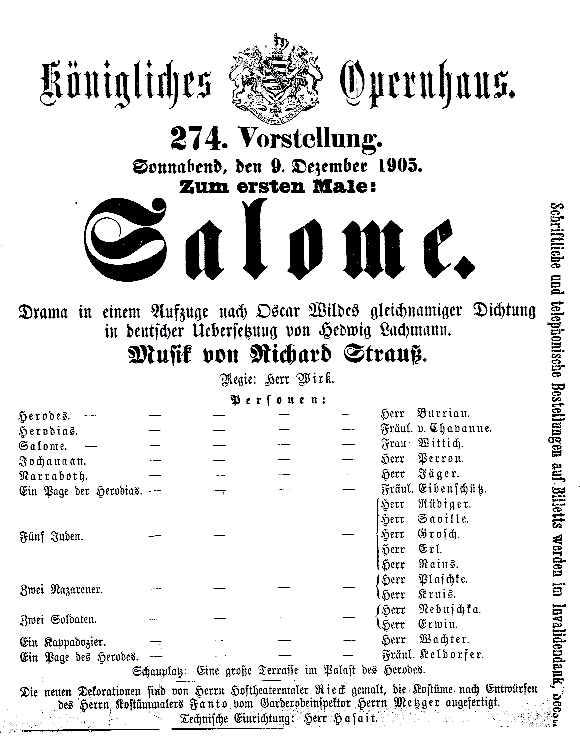 Königliches Opernhaus.
274. Vorstellung.
Sonnabend, den 9. Dezember 1905.
Zum ersten Male:
Salome.
Drama in einem Aufzuge nach Oscar Wildes gleichnamiger Dichtung
in deutscher Uebersetzung von Hedwig Lachmann.
Musik von Richard Strauß.
Regie: Herr Wirk.
Personen:
Herodes. — — — — — Herr Burrian.
Herodias. — — — — Fräul. v. Chavanne.
Salome. — — — — — Frau Wittich.
Jochanaan. — — — — Herr Perron.
Narraboth. — — — — Herr Jäger.
Ein Page der Herodias. — — — — Fräul. Eibenschütz.
Fünf Juden. — — — — Herr Rüdiger.
Herr Saville.
Herr Grosch.
Herr Erl.
Herr Rains.
Zwei Nazarener. — — — — Herr Plaschke.
Herr Kruis.
Zwei Soldaten. — — — — Herr Nebuschka.
Herr Erwin.
Ein Kappadozier. — — — — Herr Wachter.
Ein Page des Herodes. — — — — Fräul. Keldorfer.
Schauplatz: Eine große Terrasse im Palast des Herodes.
Die neuen Dekorationen sind von Herrn Hoftheatermaler Rieck gemalt, die Kostüme nach Entwürfen
des Herrn Kostümmalers Fanto vom Garderobeinspektor Herrn Metzger angefertigt.
Technische Einrichtung: Herr Hasait.
Schriftliche und telephonische Bestellungen auf Billetts werden im Invalidendank,